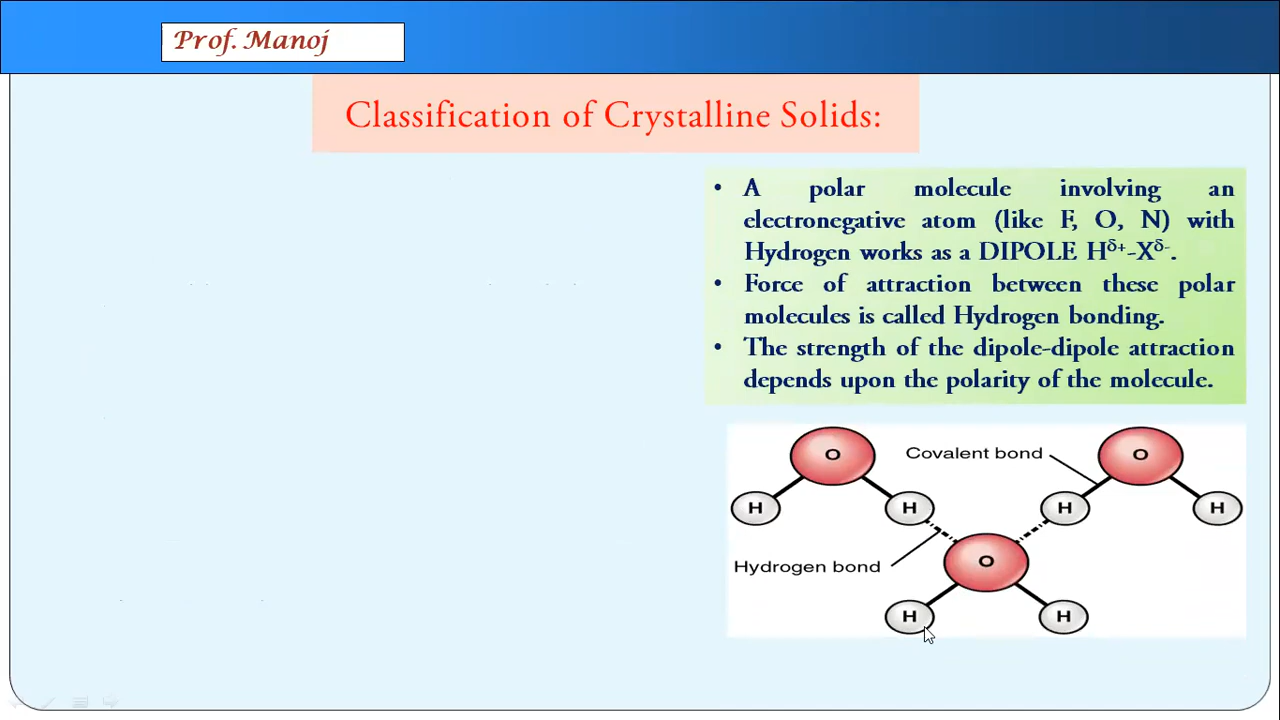 Prof. Manoj
Classification of Crystalline Solids:
• A polar molecule involving an
electronegative atom (like F, O, N) with
Hydrogen works as a DIPOLE Hδ+-Xδ-.
• Force of attraction between these polar
molecules is called Hydrogen bonding.
• The strength of the dipole-dipole attraction
depends upon the polarity of the molecule.
O Covalent bond O
H H H H
Hydrogen bond O
H H